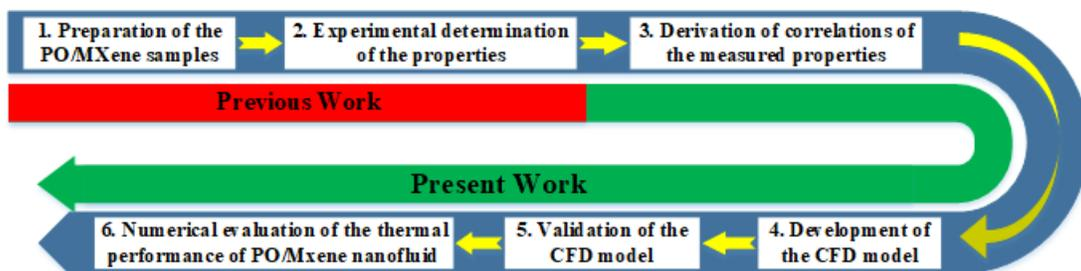 1. Preparation of the
PO/MXene samples
2. Experimental determination
of the properties
3. Derivation of correlations of
the measured properties
Previous Work
Present Work
4. Development of
the CFD model
5. Validation of the
CFD model
6. Numerical evaluation of the thermal
performance of PO/Mxene nanofluid